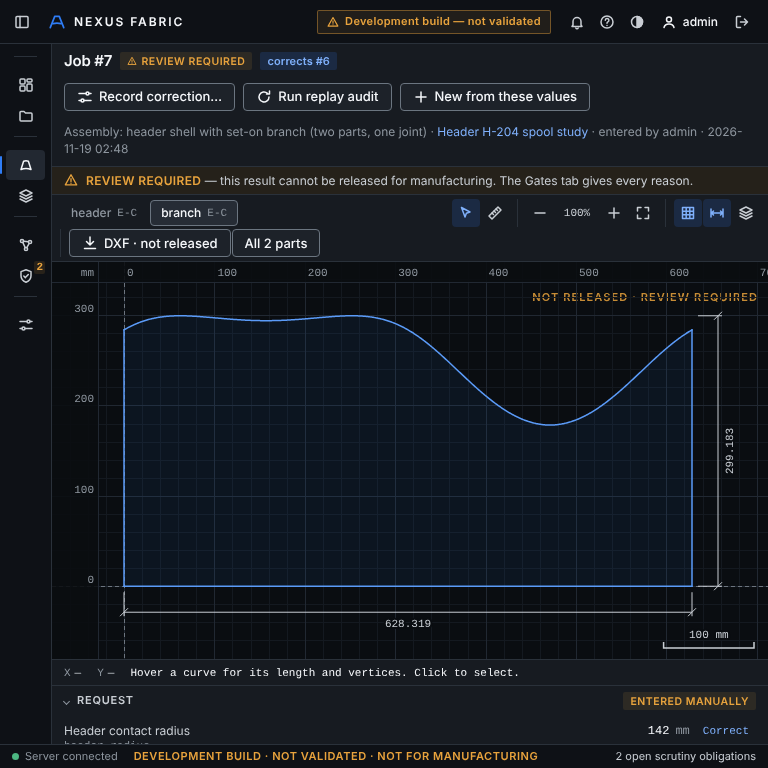 NEXUS FABRIC
Development build — not validated
admin
Job #7
REVIEW REQUIRED
corrects #6
Record correction...
Run replay audit
New from these values
Assembly: header shell with set-on branch (two parts, one joint) · Header H-204 spool study · entered by admin · 2026-
11-19 02:48
REVIEW REQUIRED — this result cannot be released for manufacturing. The Gates tab gives every reason.
header E-C
branch E-C
100%
DXF · not released
All 2 parts
2
mm 0 100 200 300 400 500 600
NOT RELEASED · REVIEW REQUIRED
300
200
100
0
299.183
628.319
100 mm
X — Y — Hover a curve for its length and vertices. Click to select.
REQUEST
ENTERED MANUALLY
Header contact radius
142 mm Correct
Server connected
DEVELOPMENT BUILD · NOT VALIDATED · NOT FOR MANUFACTURING
2 open scrutiny obligations